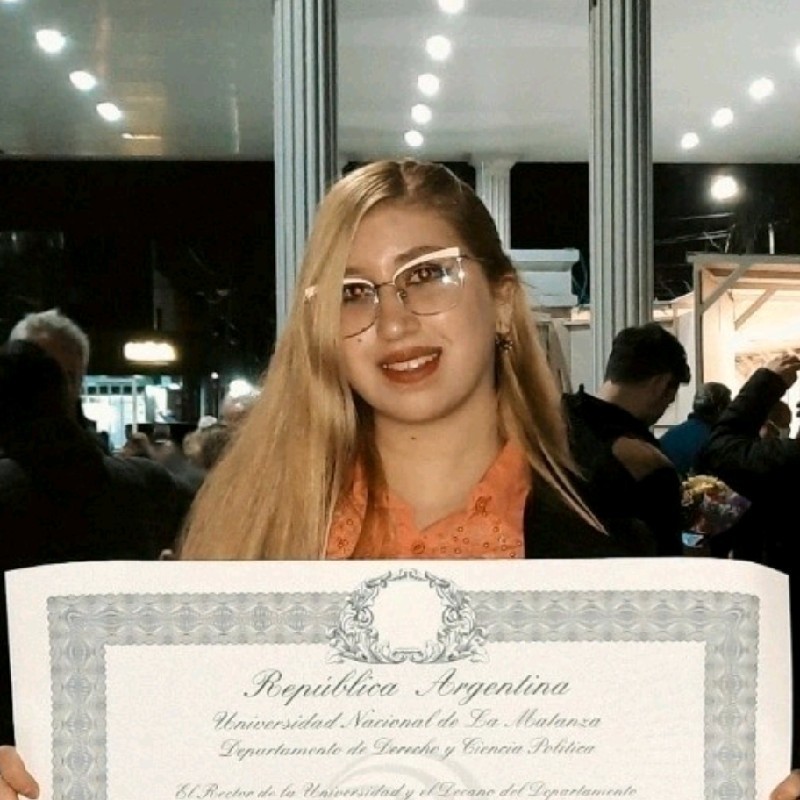 República Argentina
Universidad Nacional de La Matanza
Departamento de Derecho y Ciencia Política
El Rector de la Universidad y el Decano del Departamento